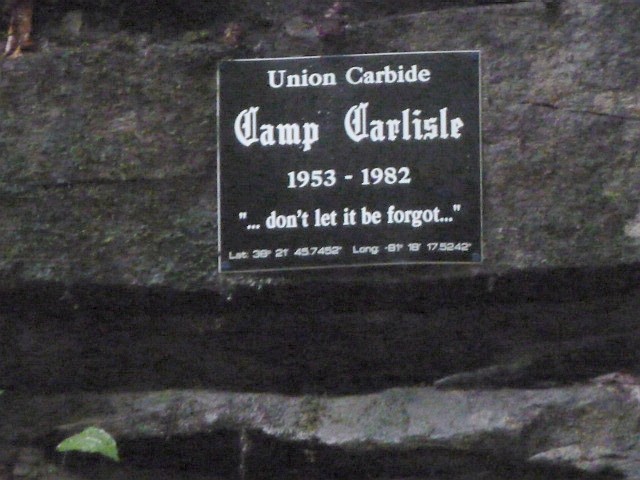 Union Carbide
Camp Carlisle
1953 - 1982
"... don't let it be forgot..."
Lat: 38° 21' 45.7452" Long: -81° 18' 17.5242"